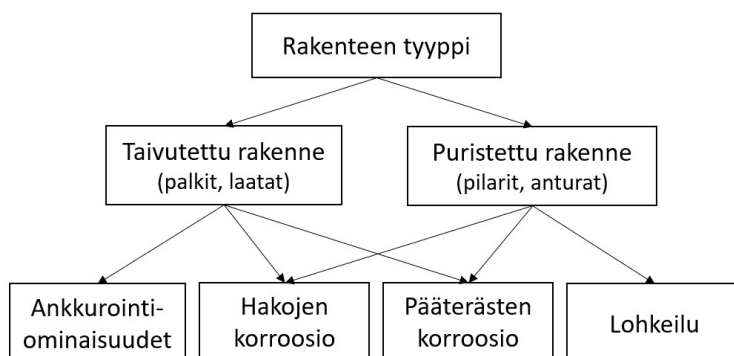 Rakenteen tyyppi
Taivutettu rakenne
(palkit, laatat)
Puristettu rakenne
(pilarit, anturat)
Ankkurointi-
ominaisuudet
Hakojen
korroosio
Pääterästen
korroosio
Lohkeilu